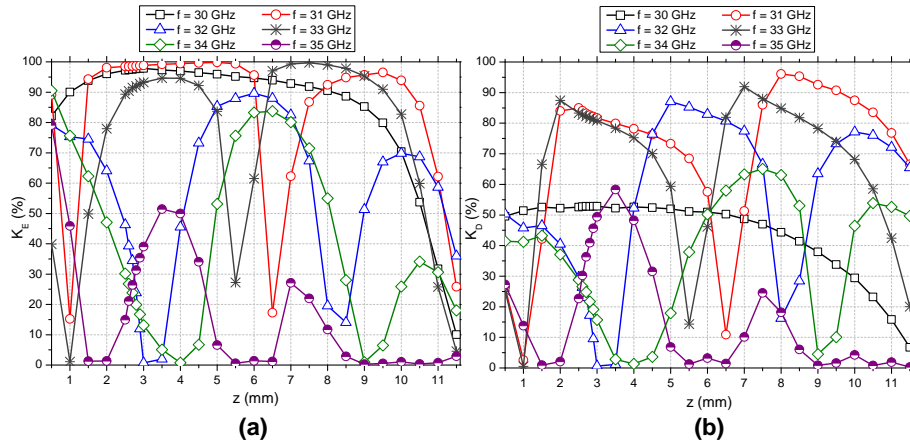 f = 30 GHz f = 31 GHz
f = 32 GHz f = 33 GHz
f = 34 GHz f = 35 GHz
100
90
80
70
60
50
40
30
20
10
0
K_E (%)
1 2 3 4 5 6 7 8 9 10 11
z (mm)
(a)
f = 30 GHz f = 31 GHz
f = 32 GHz f = 33 GHz
f = 34 GHz f = 35 GHz
100
90
80
70
60
50
40
30
20
10
0
K_D (%)
1 2 3 4 5 6 7 8 9 10 11
z (mm)
(b)